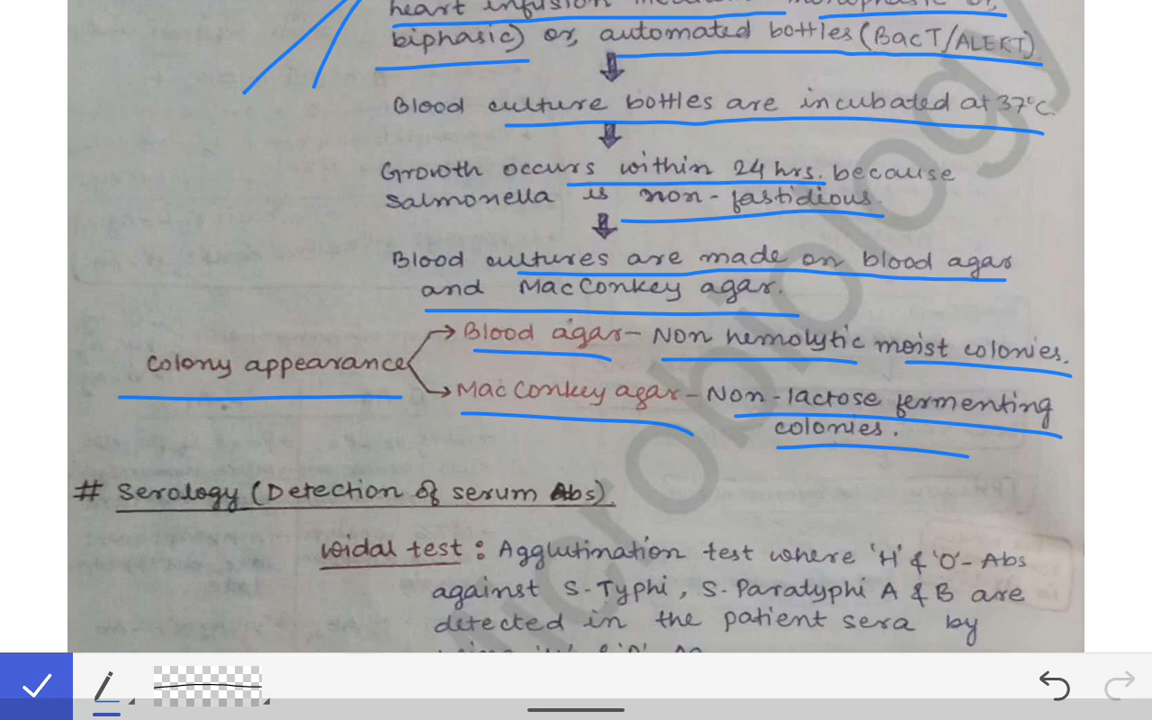 heart infusion
biphasic) or, automated bottles (BacT/ALERT).
Blood culture bottles are incubated at 37°C.
Growth occurs within 24 hrs. because
Salmonella is non-fastidious.
Blood cultures are made on blood agar
and MacConkey agar.
Blood agar- Non hemolytic moist colonies.
Colony appearance
MacConkey agar- Non-lactose fermenting
colonies.
# Serology (Detection of serum Abs)
Widal test : Agglutination test where 'H' & 'O'- Abs
against S-Typhi, S-Paratyphi A & B are
detected in the patient sera by
Microbiology